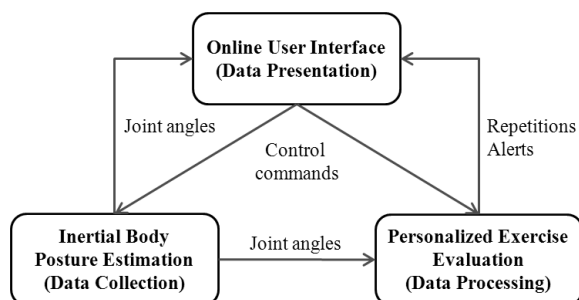 Online User Interface
(Data Presentation)
Joint angles
Control
commands
Repetitions
Alerts
Inertial Body
Posture Estimation
(Data Collection)
Joint angles
Personalized Exercise
Evaluation
(Data Processing)